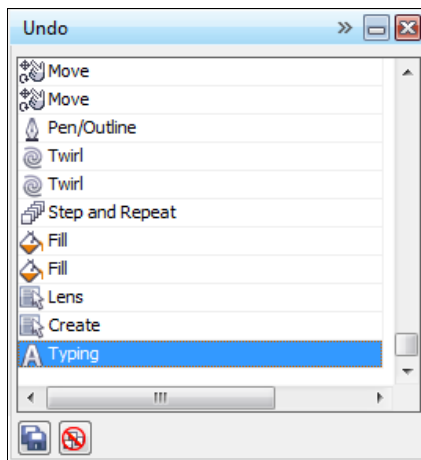 Undo
Move
Move
Pen/Outline
Twirl
Twirl
Step and Repeat
Fill
Fill
Lens
Create
Typing